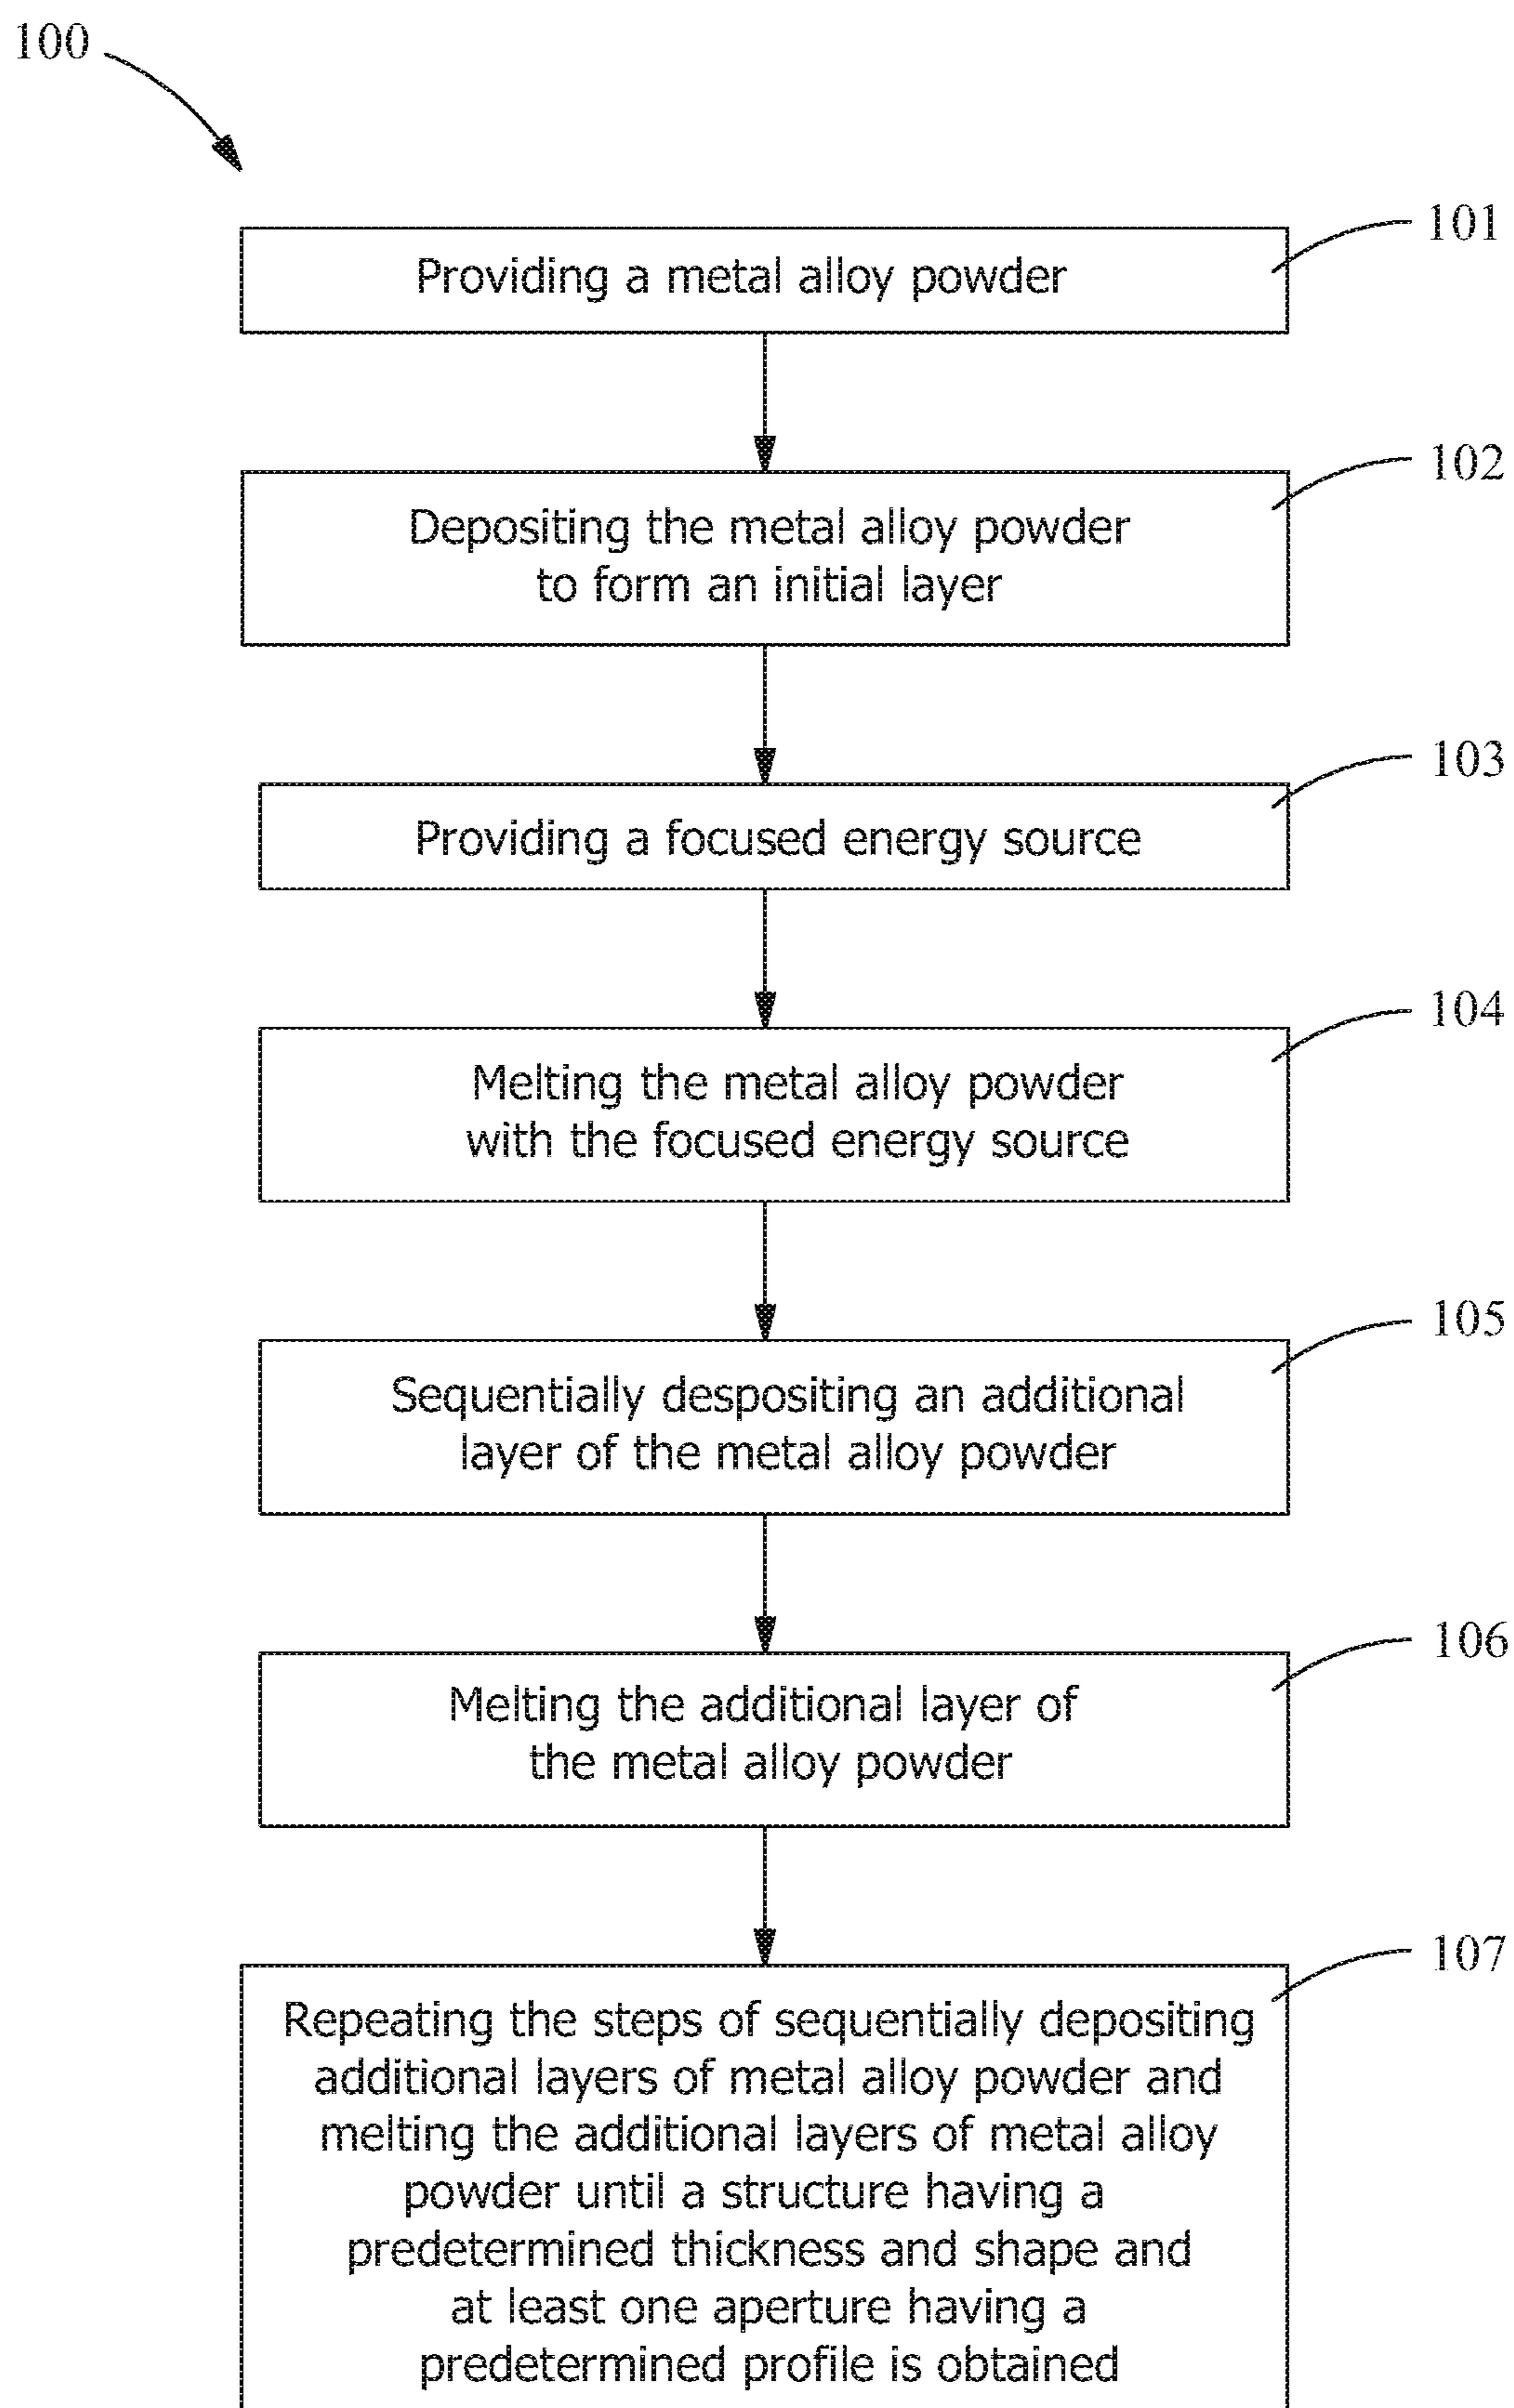 100
Providing a metal alloy powder
101
Depositing the metal alloy powder
to form an initial layer
102
Providing a focused energy source
103
Melting the metal alloy powder
with the focused energy source
104
Sequentially despositing an additional
layer of the metal alloy powder
105
Melting the additional layer of
the metal alloy powder
106
Repeating the steps of sequentially depositing
additional layers of metal alloy powder and
melting the additional layers of metal alloy
powder until a structure having a
predetermined thickness and shape and
at least one aperture having a
predetermined profile is obtained
107